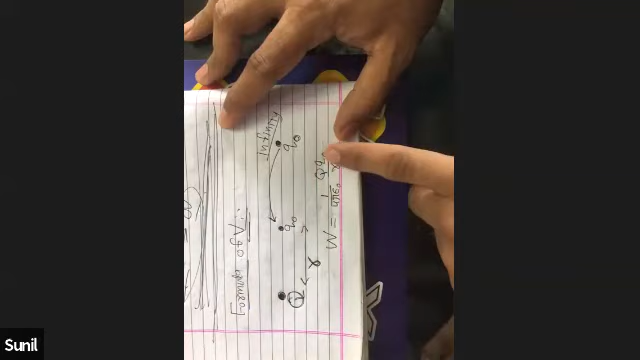 Formula of V :-
Infinity
q₀
q₀
r
Q
W = 1/4πε₀ Qq₀/r
Sunil